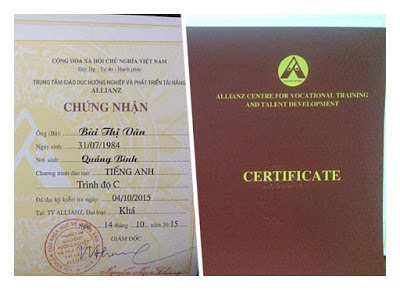 CỘNG HÒA XÃ HỘI CHỦ NGHĨA VIỆT NAM
Độc lập - Tự do - Hạnh phúc
TRUNG TÂM GIÁO DỤC HƯỚNG NGHIỆP VÀ PHÁT TRIỂN TÀI NĂNG
ALLIANZ
CHỨNG NHẬN
Ông (Bà): Bùi Thị Vân
Ngày sinh: 31/07/1984
Nơi sinh: Quảng Bình
Chương trình đào tạo: TIẾNG ANH
Trình độ C
Đã đạt kỳ kiểm tra ngày: 04/10/2015
Tại: TT ALLIANZ, Đạt loại: Khá
ngày 14 tháng 10 năm 2015
GIÁM ĐỐC
ALLIANZ CENTRE FOR VOCATIONAL TRAINING
AND TALENT DEVELOPMENT
CERTIFICATE